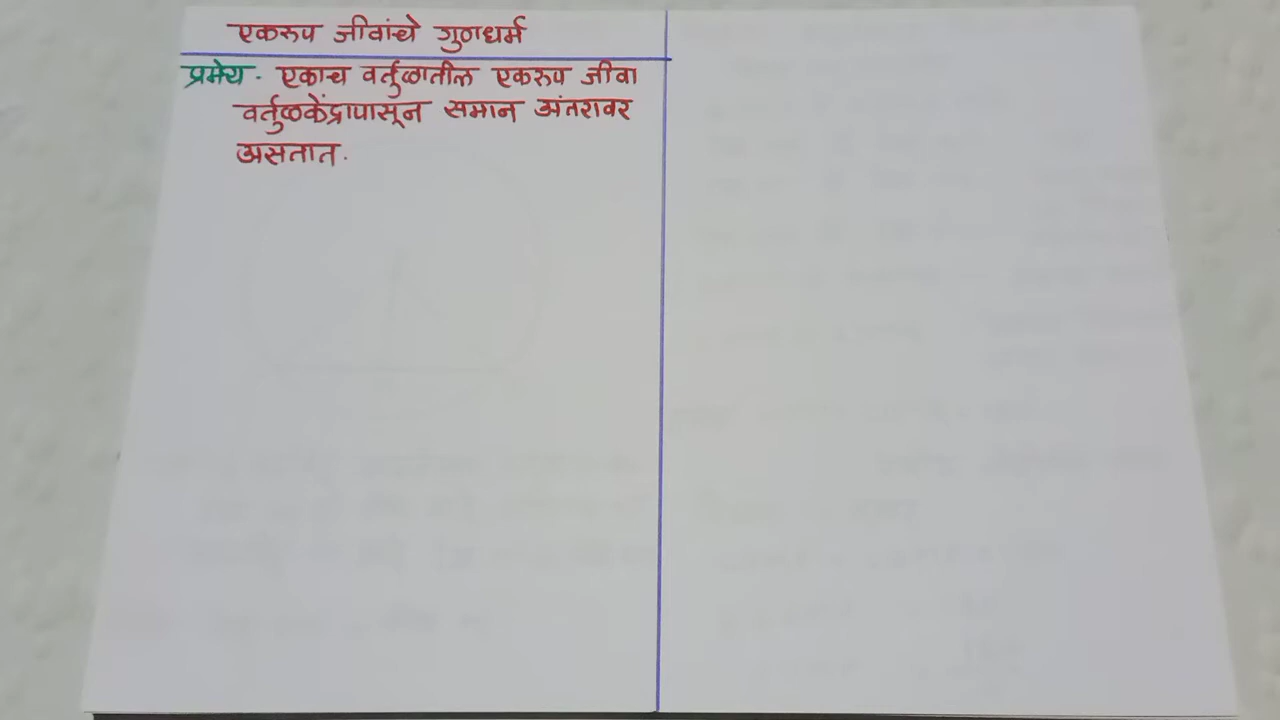 एकरूप जीवांचे गुणधर्म
प्रमेय. एकाच वर्तुळातील एकरूप जीवा
वर्तुळकेंद्रापासून समान अंतरावर
असतात.